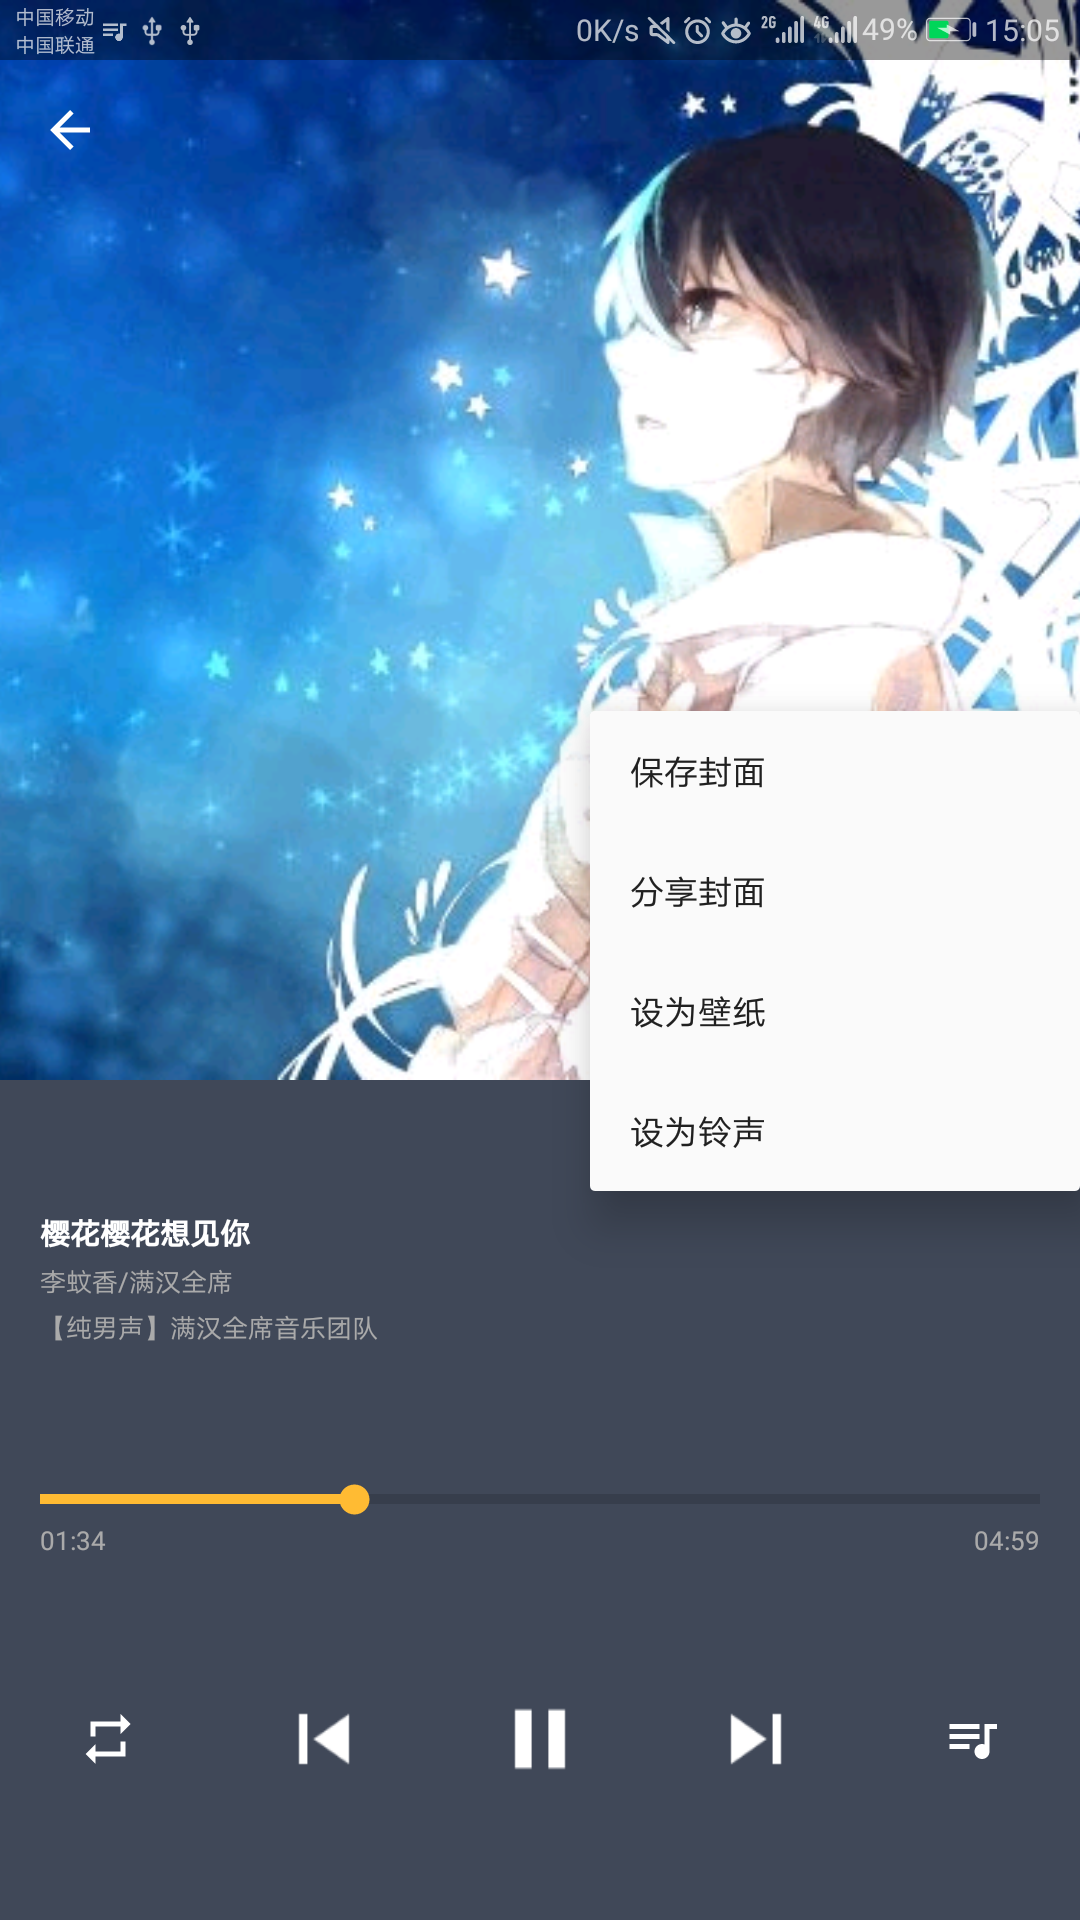 中国移动
中国联通
0K/s 2G 4G 49% 15:05
保存封面
分享封面
设为壁纸
设为铃声
樱花樱花想见你
李蚊香/满汉全席
【纯男声】满汉全席音乐团队
01:34
04:59